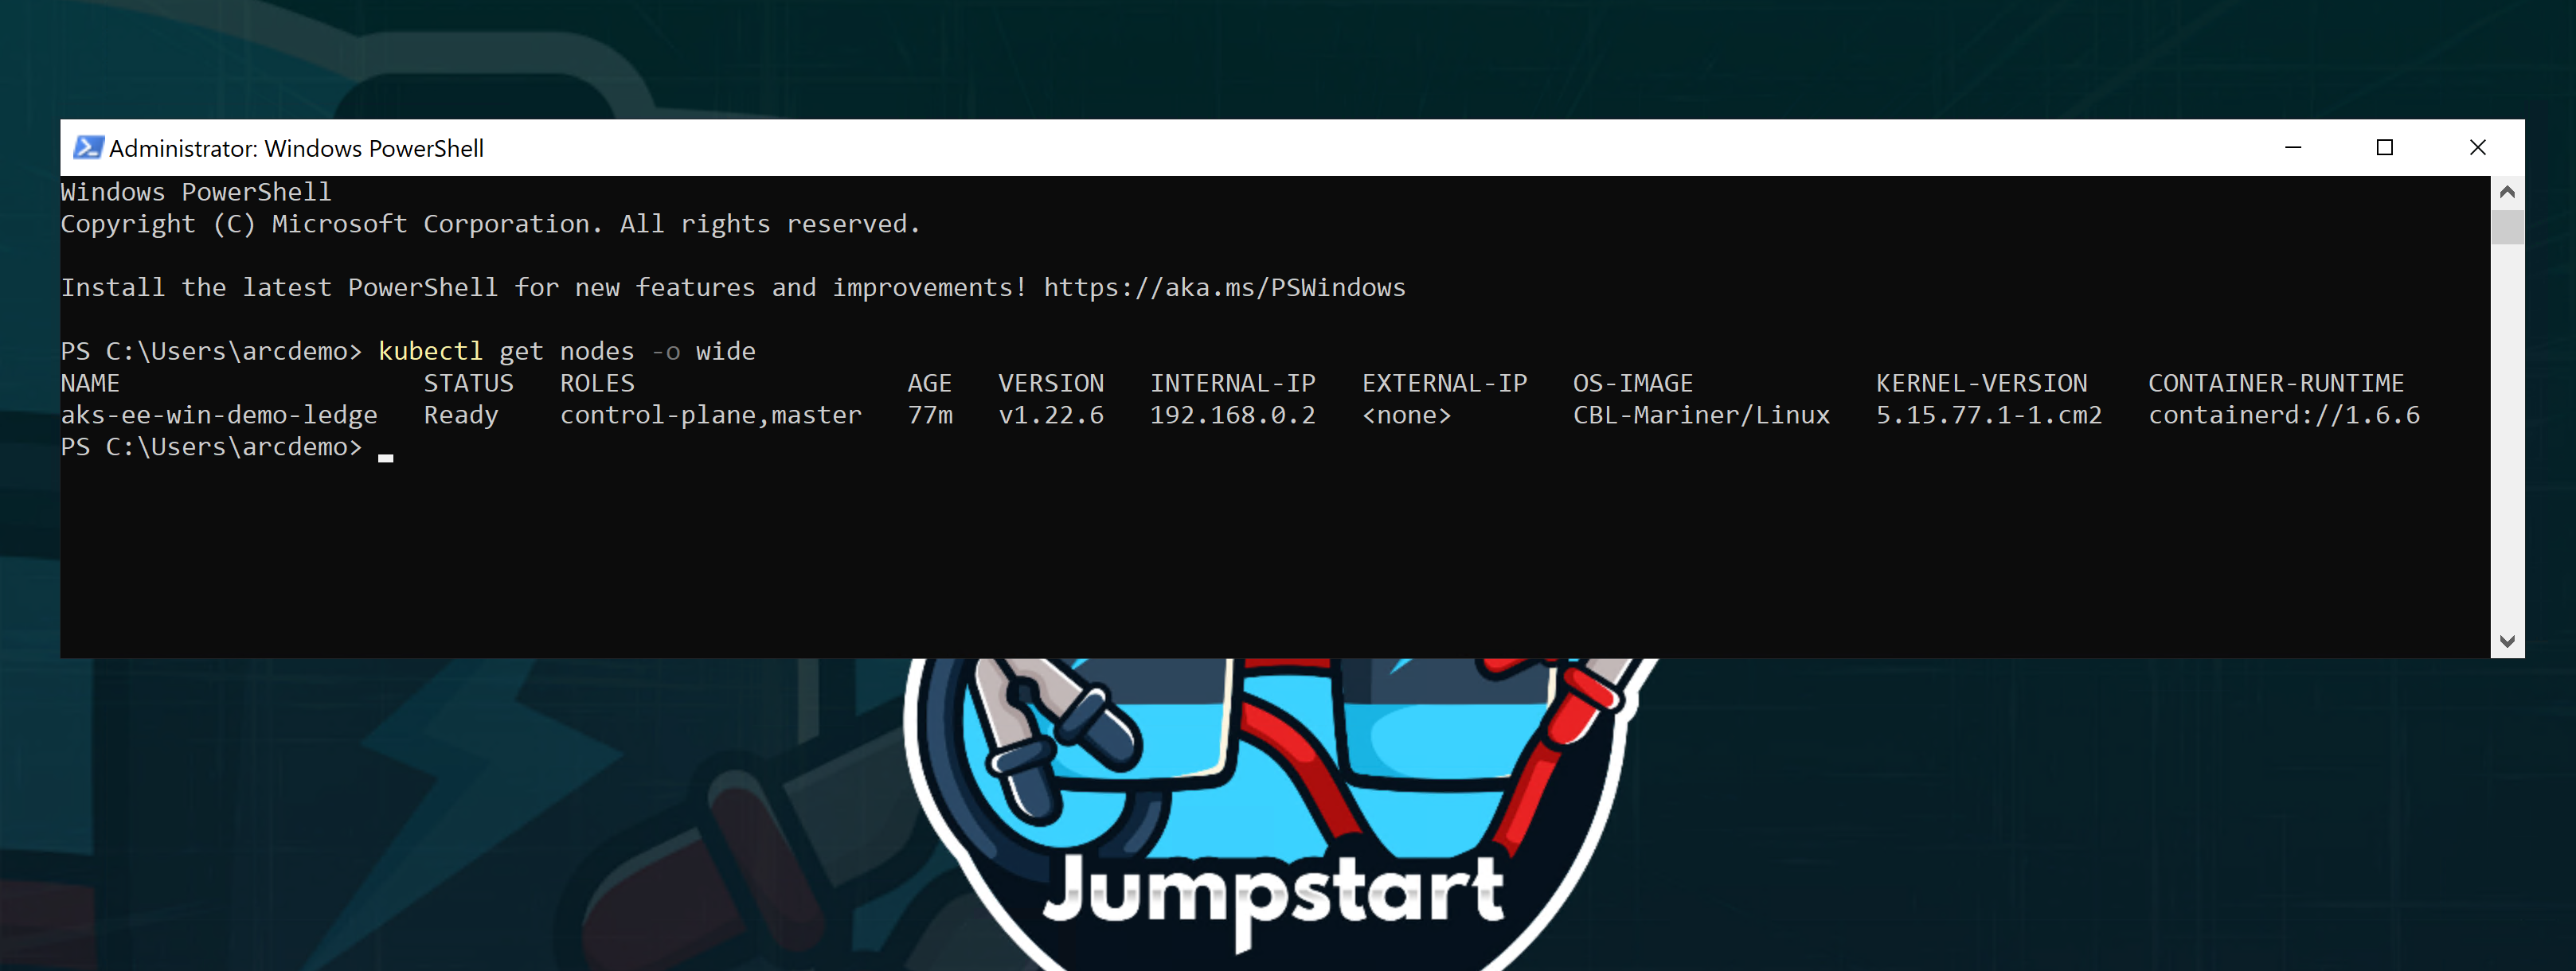 Administrator: Windows PowerShell
Windows PowerShell
Copyright (C) Microsoft Corporation. All rights reserved.
Install the latest PowerShell for new features and improvements! https://aka.ms/PSWindows
PS C:\Users\arcdemo> kubectl get nodes -o wide
NAME STATUS ROLES AGE VERSION INTERNAL-IP EXTERNAL-IP OS-IMAGE KERNEL-VERSION CONTAINER-RUNTIME
aks-ee-win-demo-ledge Ready control-plane,master 77m v1.22.6 192.168.0.2 <none> CBL-Mariner/Linux 5.15.77.1-1.cm2 containerd://1.6.6
PS C:\Users\arcdemo>
Jumpstart